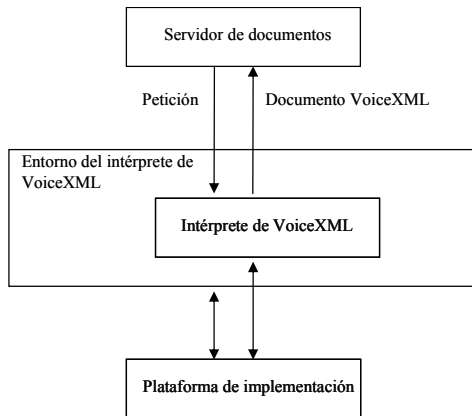 Servidor de documentos
Petición
Documento VoiceXML
Entorno del intérprete de
VoiceXML
Intérprete de VoiceXML
Plataforma de implementación